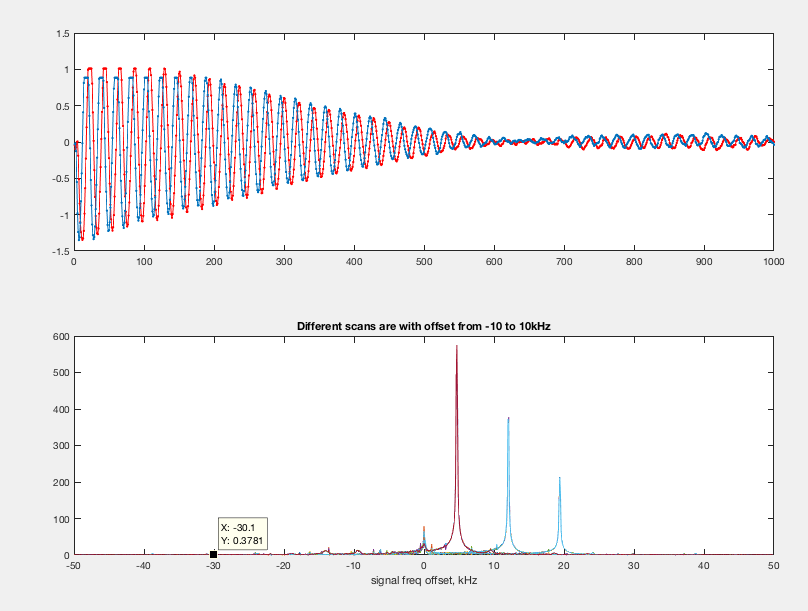 1.5
1
0.5
0
-0.5
-1
-1.5
0 100 200 300 400 500 600 700 800 900 1000
Different scans are with offset from -10 to 10kHz
600
500
400
300
200
100
0
X: -30.1
Y: 0.3781
-50 -40 -30 -20 -10 0 10 20 30 40 50
signal freq offset, kHz